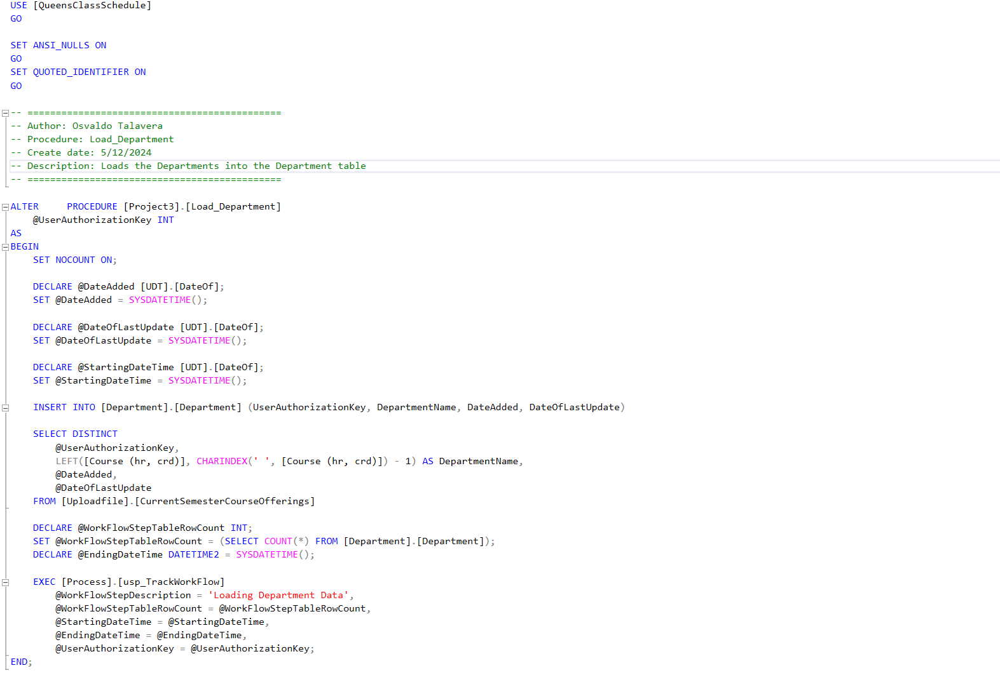 USE [QueensClassSchedule]
GO
SET ANSI_NULLS ON
GO
SET QUOTED_IDENTIFIER ON
GO
-- =============================================
-- Author: Osvaldo Talavera
-- Procedure: Load_Department
-- Create date: 5/12/2024
-- Description: Loads the Departments into the Department table
-- =============================================
ALTER     PROCEDURE [Project3].[Load_Department]
    @UserAuthorizationKey INT
AS
BEGIN
    SET NOCOUNT ON;
    DECLARE @DateAdded [UDT].[DateOf];
    SET @DateAdded = SYSDATETIME();
    DECLARE @DateOfLastUpdate [UDT].[DateOf];
    SET @DateOfLastUpdate = SYSDATETIME();
    DECLARE @StartingDateTime [UDT].[DateOf];
    SET @StartingDateTime = SYSDATETIME();
    INSERT INTO [Department].[Department] (UserAuthorizationKey, DepartmentName, DateAdded, DateOfLastUpdate)
    SELECT DISTINCT
        @UserAuthorizationKey,
        LEFT([Course (hr, crd)], CHARINDEX(' ', [Course (hr, crd)]) - 1) AS DepartmentName,
        @DateAdded,
        @DateOfLastUpdate
    FROM [Uploadfile].[CurrentSemesterCourseOfferings]
    DECLARE @WorkFlowStepTableRowCount INT;
    SET @WorkFlowStepTableRowCount = (SELECT COUNT(*) FROM [Department].[Department]);
    DECLARE @EndingDateTime DATETIME2 = SYSDATETIME();
    EXEC [Process].[usp_TrackWorkFlow]
        @WorkFlowStepDescription = 'Loading Department Data',
        @WorkFlowStepTableRowCount = @WorkFlowStepTableRowCount,
        @StartingDateTime = @StartingDateTime,
        @EndingDateTime = @EndingDateTime,
        @UserAuthorizationKey = @UserAuthorizationKey;
END;